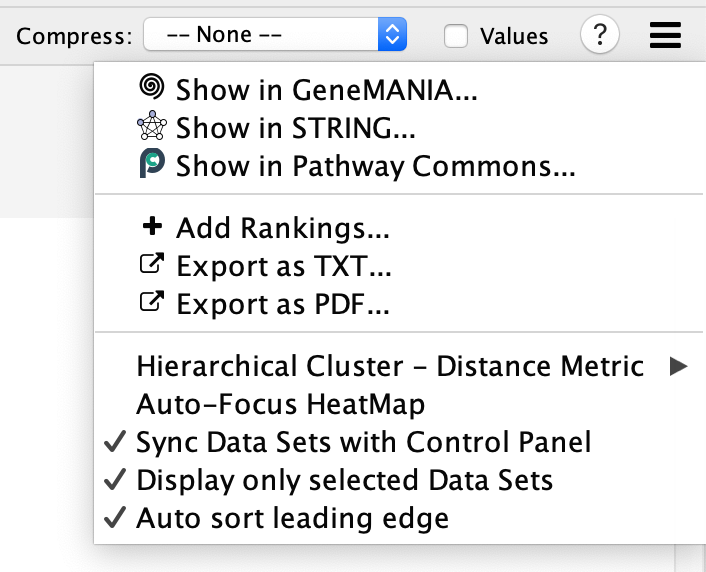 Compress: -- None -- Values ?
Show in GeneMANIA...
Show in STRING...
Show in Pathway Commons...
Add Rankings...
Export as TXT...
Export as PDF...
Hierarchical Cluster – Distance Metric
Auto-Focus HeatMap
Sync Data Sets with Control Panel
Display only selected Data Sets
Auto sort leading edge